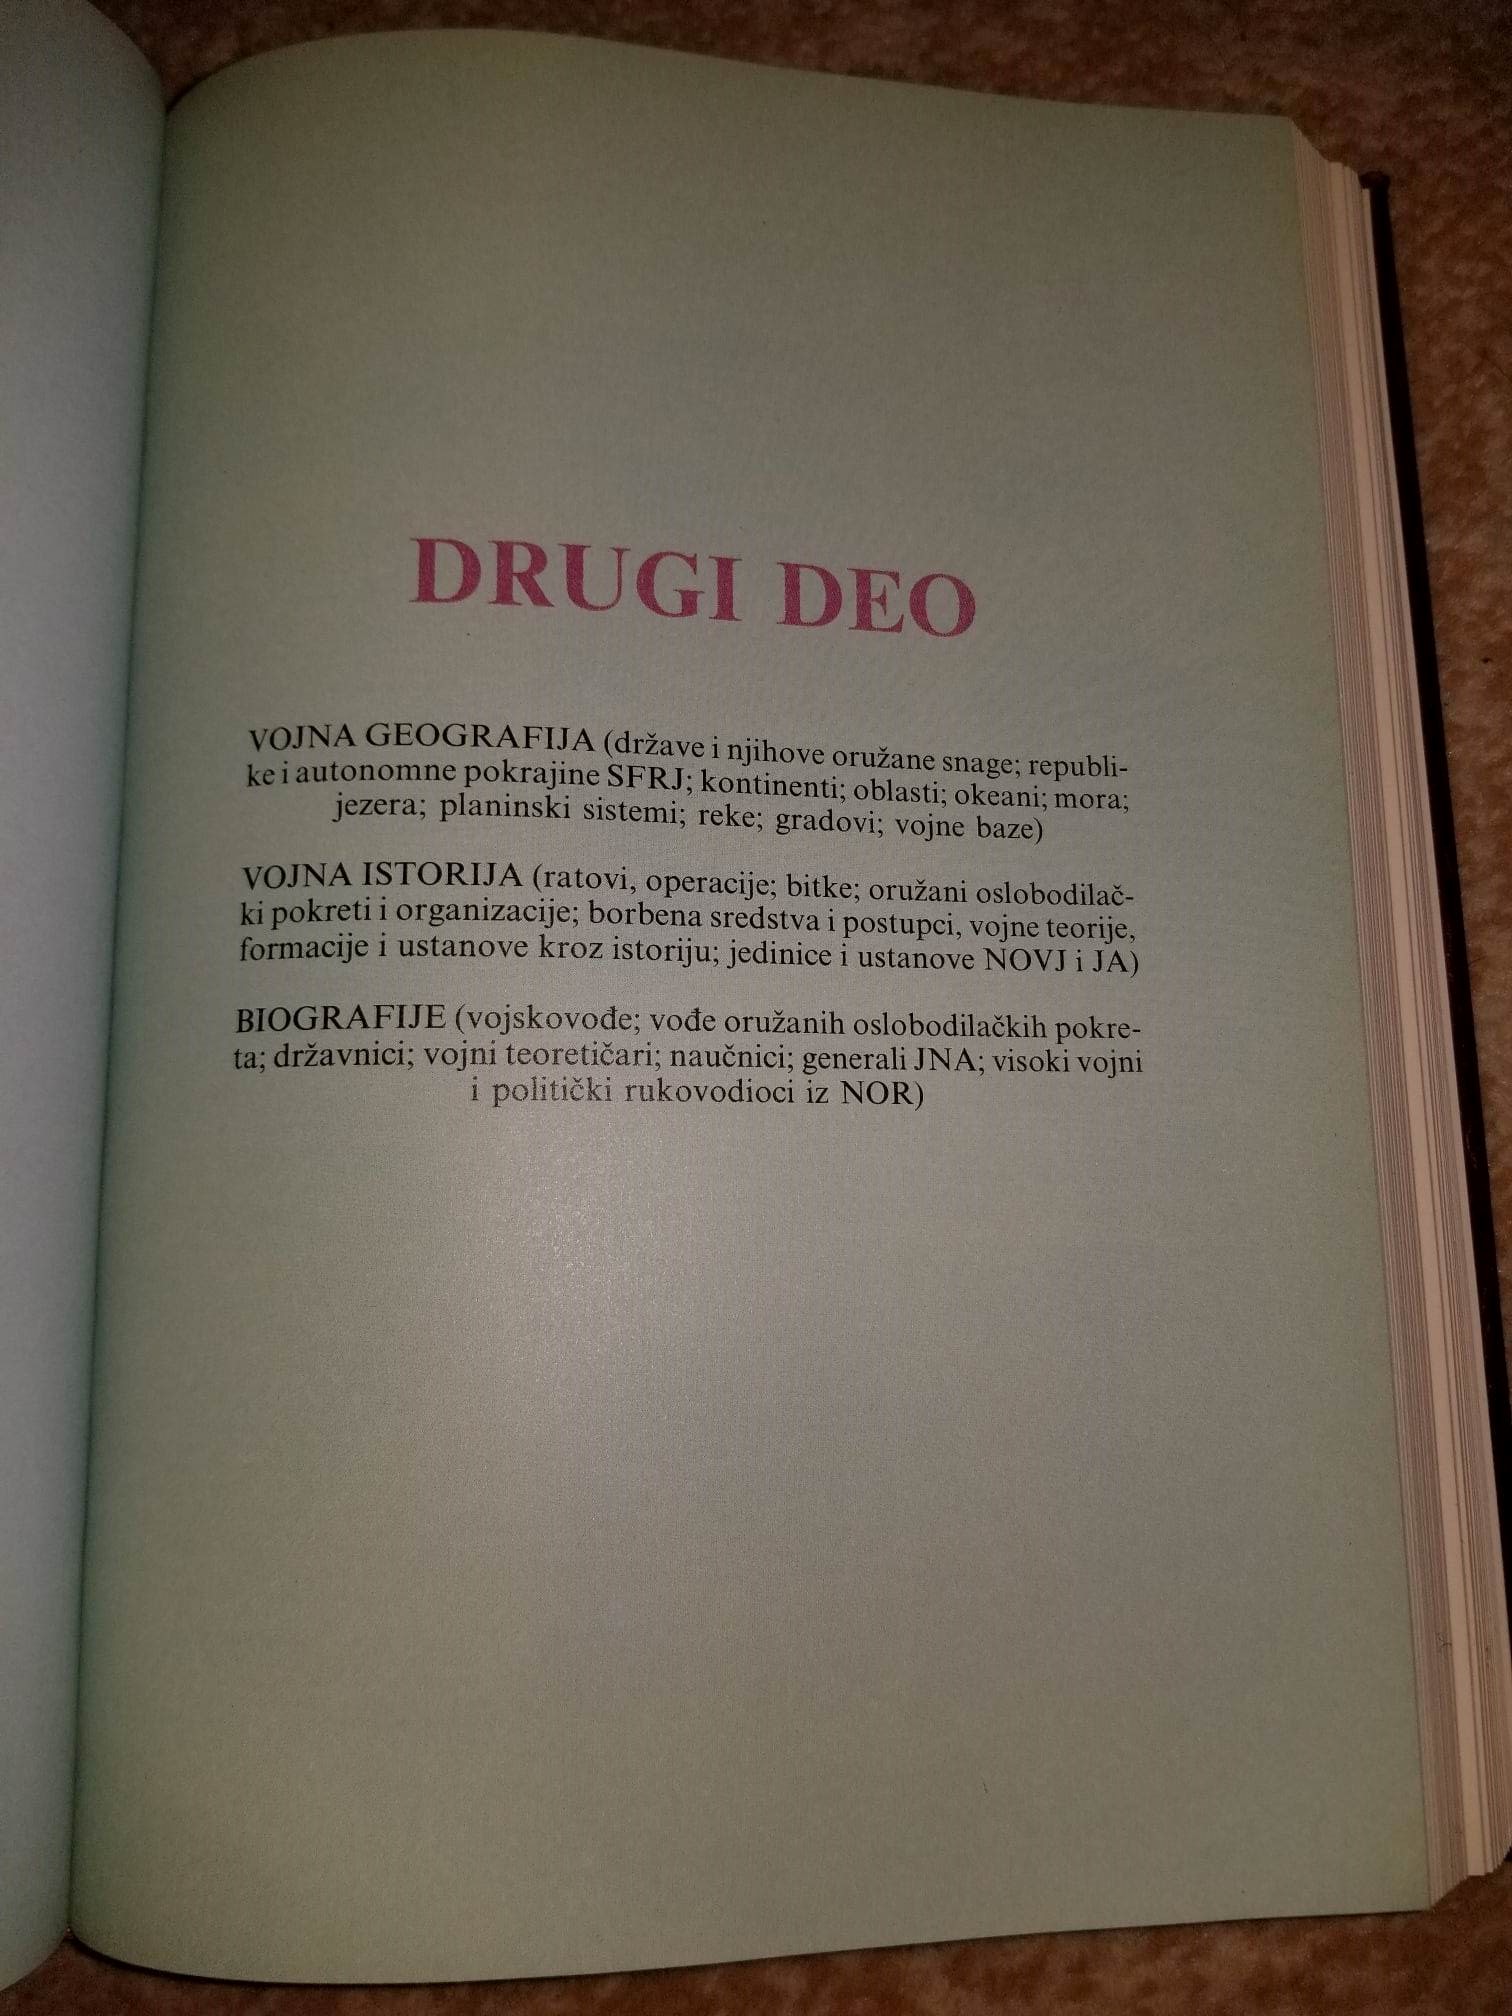 DRUGI DEO
VOJNA GEOGRAFIJA (države i njihove oružane snage; republi-
ke i autonomne pokrajine SFRJ; kontinenti; oblasti; okeani; mora;
jezera; planinski sistemi; reke; gradovi; vojne baze)
VOJNA ISTORIJA (ratovi, operacije; bitke; oružani oslobodilač-
ki pokreti i organizacije; borbena sredstva i postupci, vojne teorije,
formacije i ustanove kroz istoriju; jedinice i ustanove NOVJ i JA)
BIOGRAFIJE (vojskovođe; vođe oružanih oslobodilačkih pokre-
ta; državnici; vojni teoretičari; naučnici; generali JNA; visoki vojni
i politički rukovodioci iz NOR)